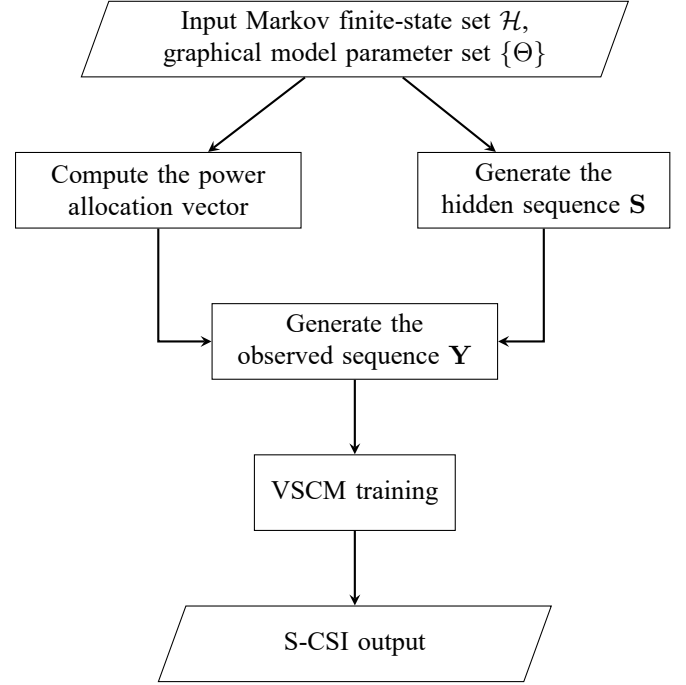 Input Markov finite-state set ℋ,
graphical model parameter set {Θ}
Compute the power
allocation vector
Generate the
hidden sequence S
Generate the
observed sequence Y
VSCM training
S-CSI output